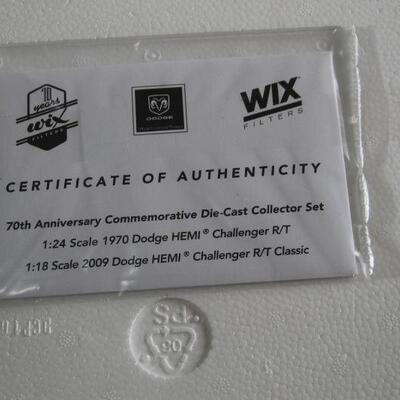 70 years
wix
FILTERS
DODGE
WIX
FILTERS
CERTIFICATE OF AUTHENTICITY
70th Anniversary Commemorative Die-Cast Collector Set
1:24 Scale 1970 Dodge HEMI® Challenger R/T
1:18 Scale 2009 Dodge HEMI® Challenger R/T Classic
PS